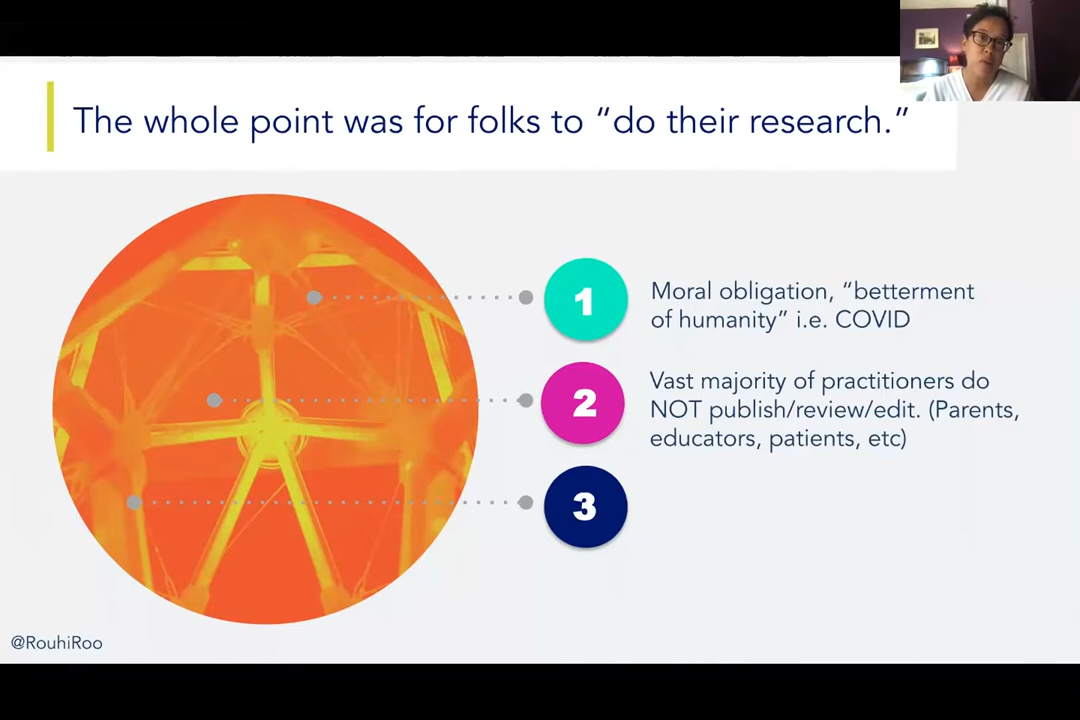 The whole point was for folks to “do their research.”
1
Moral obligation, “betterment
of humanity” i.e. COVID
2
Vast majority of practitioners do
NOT publish/review/edit. (Parents,
educators, patients, etc)
3
@RouhiRoo